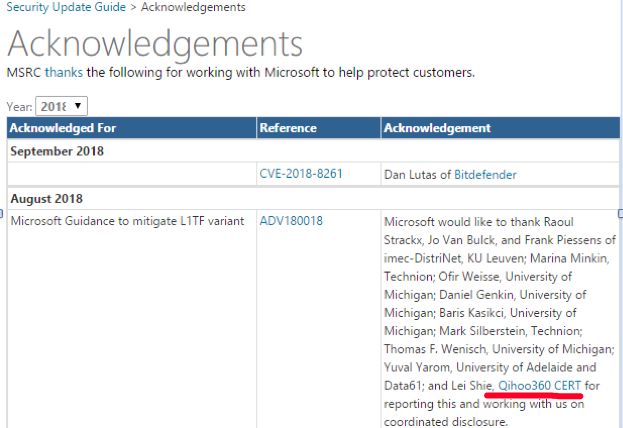 Security Update Guide > Acknowledgements
Acknowledgements
MSRC thanks the following for working with Microsoft to help protect customers.
Year: 2018
Acknowledged For Reference Acknowledgement
September 2018
CVE-2018-8261 Dan Lutas of Bitdefender
August 2018
Microsoft Guidance to mitigate L1TF variant ADV180018 Microsoft would like to thank Raoul
Strackx, Jo Van Bulck, and Frank Piessens of
imec-DistriNet, KU Leuven; Marina Minkin,
Technion; Ofir Weisse, University of
Michigan; Daniel Genkin, University of
Michigan; Baris Kasikci, University of
Michigan; Mark Silberstein, Technion;
Thomas F. Wenisch, University of Michigan;
Yuval Yarom, University of Adelaide and
Data61; and Lei Shie, Qihoo360 CERT for
reporting this and working with us on
coordinated disclosure.